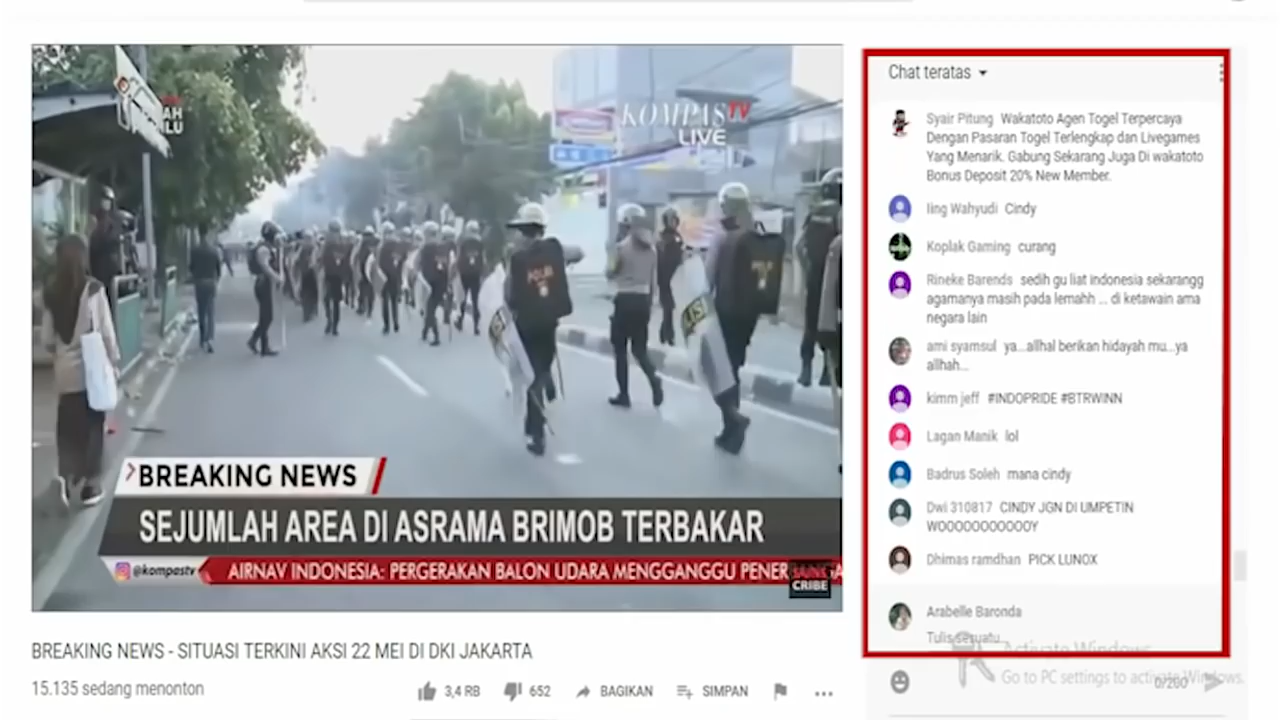 KOMPAS TV
LIVE
POLISI
BREAKING NEWS
SEJUMLAH AREA DI ASRAMA BRIMOB TERBAKAR
@kompastv
AIRNAV INDONESIA: PERGERAKAN BALON UDARA MENGGANGGU PENER
CRIBE
BREAKING NEWS - SITUASI TERKINI AKSI 22 MEI DI DKI JAKARTA
15.135 sedang menonton
3,4 RB
652
BAGIKAN
SIMPAN
Chat teratas
Syair Pitung Wakatoto Agen Togel Terpercaya
Dengan Pasaran Togel Terlengkap dan Livegames
Yang Menarik. Gabung Sekarang Juga Di wakatoto
Bonus Deposit 20% New Member.
Iing Wahyudi Cindy
Koplak Gaming curang
Rineke Barends sedih gu liat indonesia sekarangg
agamanya masih pada lemahh ... di ketawain ama
negara lain
ami syamsul ya...allhal berikan hidayah mu...ya
allhah...
kimm jeff #INDOPRIDE #BTRWINN
Lagan Manik lol
Badrus Soleh mana cindy
Dwi 310817 CINDY JGN DI UMPETIN
WOOOOOOOOOOOY
Dhimas ramdhan PICK LUNOX
Arabelle Baronda
Tulis sesuatu...
Activate Windows
Go to PC settings to activate Windows.
0/200